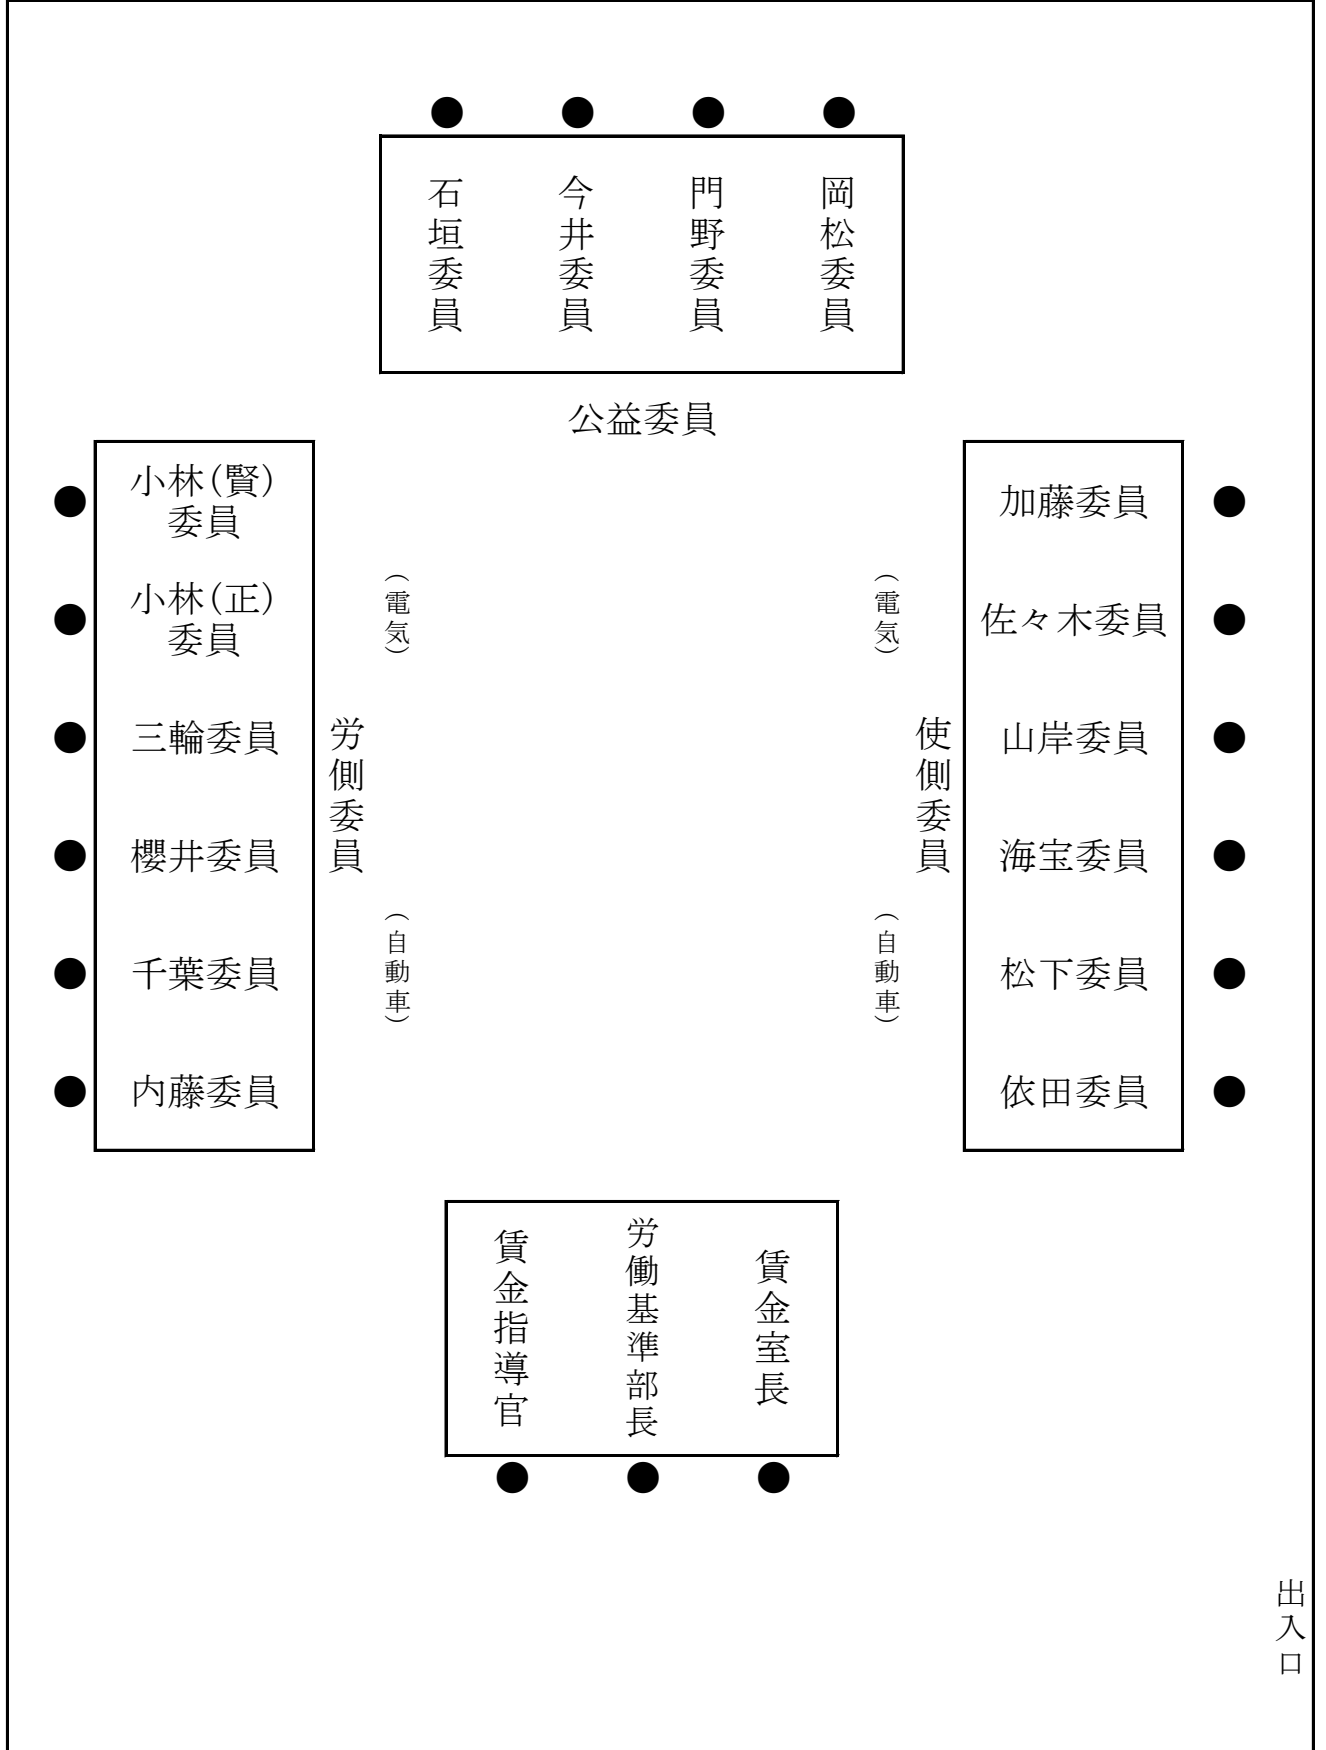 石垣委員
今井委員
門野委員
岡松委員
公益委員
小林(賢)
委員
小林(正)
委員
三輪委員
櫻井委員
千葉委員
内藤委員
労側委員
(電気)
(自動車)
(電気)
(自動車)
使側委員
加藤委員
佐々木委員
山岸委員
海宝委員
松下委員
依田委員
賃金指導官
労働基準部長
賃金室長
出入口